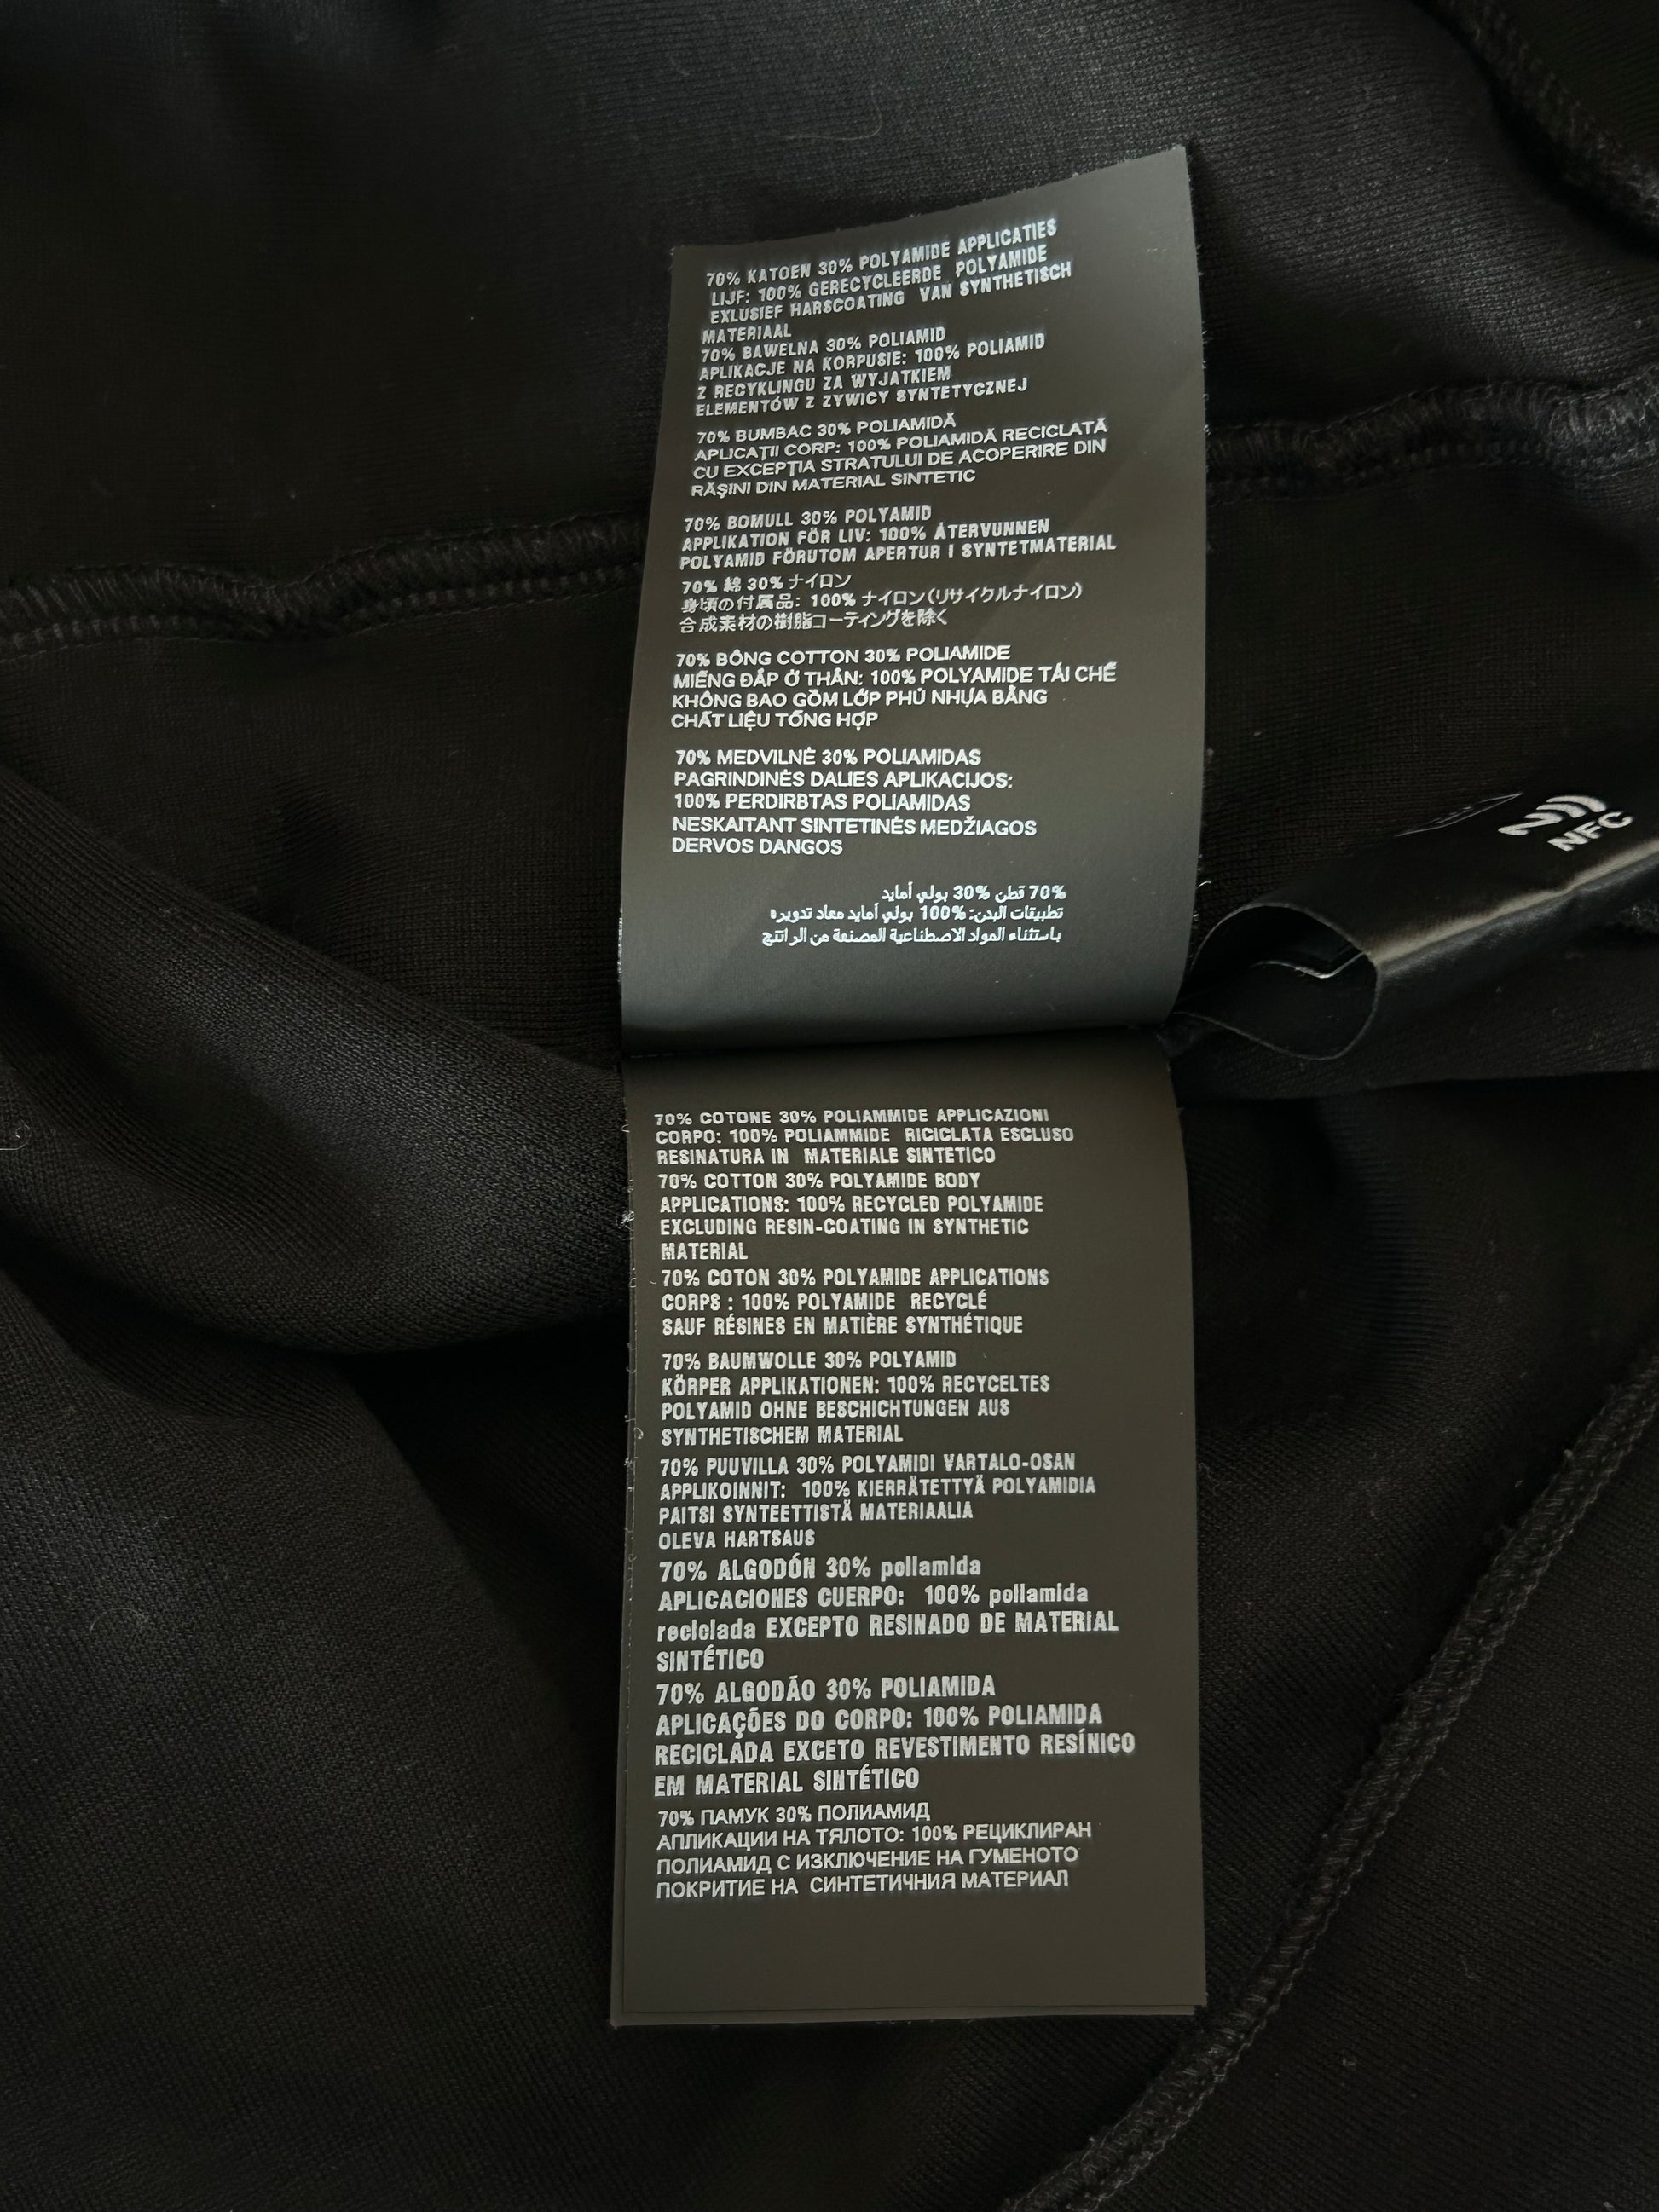 70% KATOEN 30% POLYAMIDE APPLICATIES
LIJF: 100% GERECYCLEERDE POLYAMIDE
EXLUSIEF HARSCOATING VAN SYNTHETISCH
MATERIAAL
70% BAWELNA 30% POLIAMID
APLIKACJE NA KORPUSIE: 100% POLIAMID
Z RECYKLINGU ZA WYJATKIEM
ELEMENTÓW Z ZYWICY SYNTETYCZNEJ
70% BUMBAC 30% POLIAMIDĂ
APLICAȚII CORP: 100% POLIAMIDĂ RECICLATĂ
CU EXCEPȚIA STRATULUI DE ACOPERIRE DIN
RĂȘINI DIN MATERIAL SINTETIC
70% BOMULL 30% POLYAMID
APPLIKATION FÖR LIV: 100% ÅTERVUNNEN
POLYAMID FÖRUTOM APERTUR I SYNTETMATERIAL
70% 綿 30% ナイロン
身頃の付属品: 100% ナイロン(リサイクルナイロン)
合成素材の樹脂コーティングを除く
70% BÔNG COTTON 30% POLIAMIDE
MIẾNG ĐẮP Ở THÂN: 100% POLYAMIDE TÁI CHẾ
KHÔNG BAO GỒM LỚP PHỦ NHỰA BẰNG
CHẤT LIỆU TỔNG HỢP
70% MEDVILNĖ 30% POLIAMIDAS
PAGRINDINĖS DALIES APLIKACIJOS:
100% PERDIRBTAS POLIAMIDAS
NESKAITANT SINTETINĖS MEDŽIAGOS
DERVOS DANGOS
70% قطن 30% بولي أمايد
تطبيقات البدن: 100% بولي أمايد معاد تدويره
باستثناء المواد الاصطناعية المصنعة من الراتنج
NFC
70% COTONE 30% POLIAMMIDE APPLICAZIONI
CORPO: 100% POLIAMMIDE RICICLATA ESCLUSO
RESINATURA IN MATERIALE SINTETICO
70% COTTON 30% POLYAMIDE BODY
APPLICATIONS: 100% RECYCLED POLYAMIDE
EXCLUDING RESIN-COATING IN SYNTHETIC
MATERIAL
70% COTON 30% POLYAMIDE APPLICATIONS
CORPS : 100% POLYAMIDE RECYCLÉ
SAUF RÉSINES EN MATIÈRE SYNTHÉTIQUE
70% BAUMWOLLE 30% POLYAMID
KÖRPER APPLIKATIONEN: 100% RECYCELTES
POLYAMID OHNE BESCHICHTUNGEN AUS
SYNTHETISCHEM MATERIAL
70% PUUVILLA 30% POLYAMIDI VARTALO-OSAN
APPLIKOINNIT: 100% KIERRÄTETTYÄ POLYAMIDIA
PAITSI SYNTEETTISTÄ MATERIAALIA
OLEVA HARTSAUS
70% ALGODÓN 30% poliamida
APLICACIONES CUERPO: 100% poliamida
reciclada EXCEPTO RESINADO DE MATERIAL
SINTÉTICO
70% ALGODÃO 30% POLIAMIDA
APLICAÇÕES DO CORPO: 100% POLIAMIDA
RECICLADA EXCETO REVESTIMENTO RESÍNICO
EM MATERIAL SINTÉTICO
70% ПАМУК 30% ПОЛИАМИД
АПЛИКАЦИИ НА ТЯЛОТО: 100% РЕЦИКЛИРАН
ПОЛИАМИД С ИЗКЛЮЧЕНИЕ НА ГУМЕНОТО
ПОКРИТИЕ НА СИНТЕТИЧНИЯ МАТЕРИАЛ